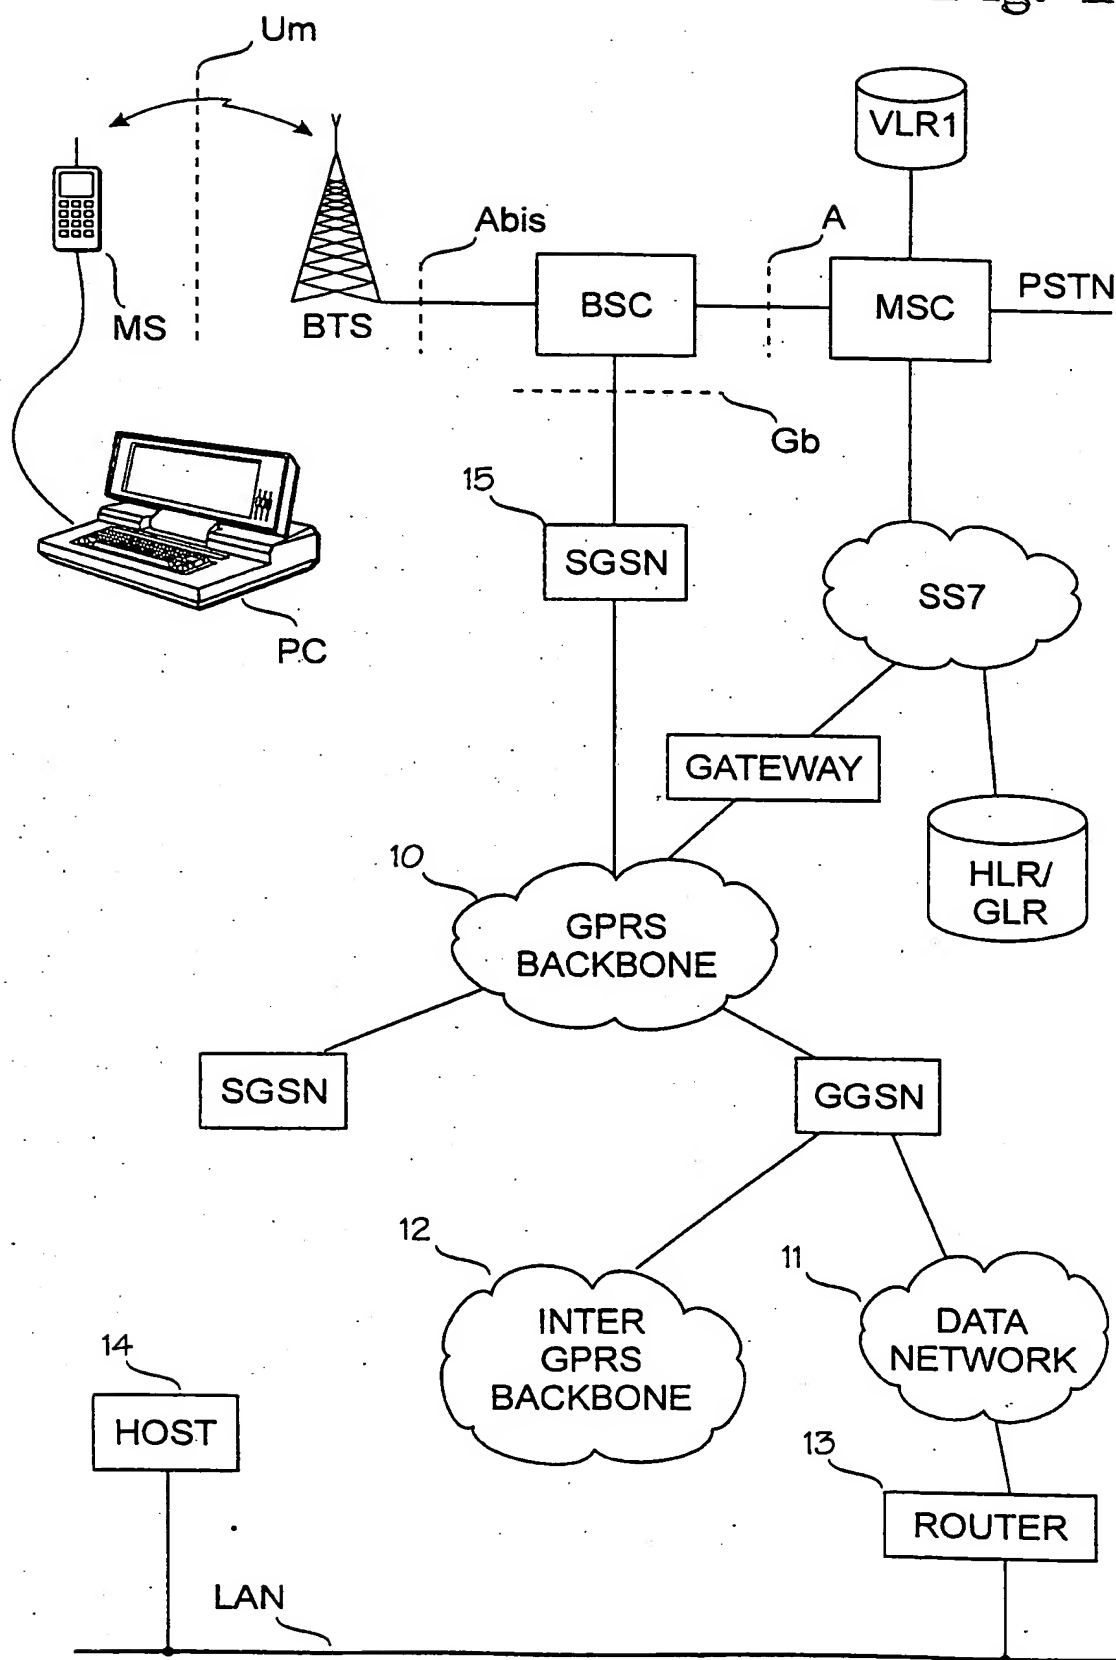 Um
VLR1
Abis
A
MS
BTS
BSC
MSC
PSTN
Gb
15
SGSN
SS7
PC
GATEWAY
10
GPRS
BACKBONE
HLR/
GLR
SGSN
GGSN
12
11
INTER
GPRS
BACKBONE
DATA
NETWORK
14
HOST
13
ROUTER
LAN